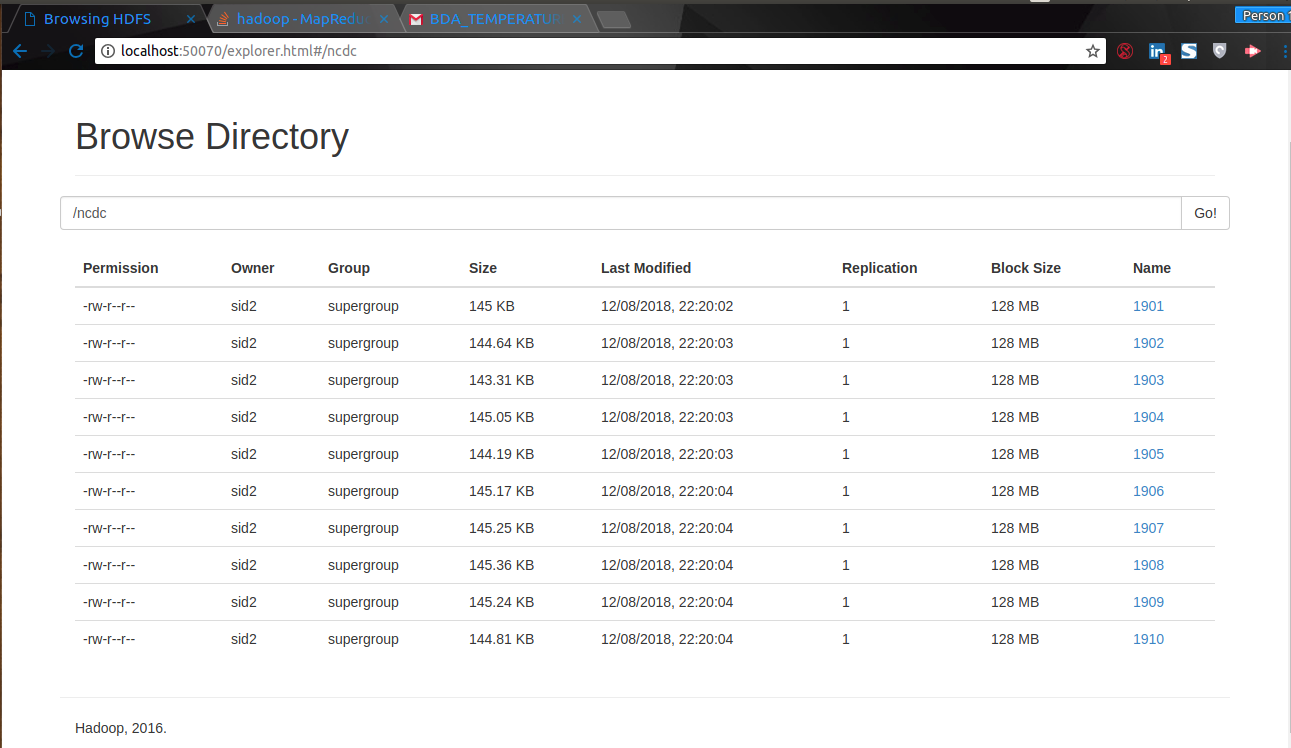 Browsing HDFS hadoop - MapReduc BDA_TEMPERATUR Person 1
localhost:50070/explorer.html#/ncdc 2
Browse Directory
/ncdc Go!
Permission Owner Group Size Last Modified Replication Block Size Name
-rw-r--r-- sid2 supergroup 145 KB 12/08/2018, 22:20:02 1 128 MB 1901
-rw-r--r-- sid2 supergroup 144.64 KB 12/08/2018, 22:20:03 1 128 MB 1902
-rw-r--r-- sid2 supergroup 143.31 KB 12/08/2018, 22:20:03 1 128 MB 1903
-rw-r--r-- sid2 supergroup 145.05 KB 12/08/2018, 22:20:03 1 128 MB 1904
-rw-r--r-- sid2 supergroup 144.19 KB 12/08/2018, 22:20:03 1 128 MB 1905
-rw-r--r-- sid2 supergroup 145.17 KB 12/08/2018, 22:20:04 1 128 MB 1906
-rw-r--r-- sid2 supergroup 145.25 KB 12/08/2018, 22:20:04 1 128 MB 1907
-rw-r--r-- sid2 supergroup 145.36 KB 12/08/2018, 22:20:04 1 128 MB 1908
-rw-r--r-- sid2 supergroup 145.24 KB 12/08/2018, 22:20:04 1 128 MB 1909
-rw-r--r-- sid2 supergroup 144.81 KB 12/08/2018, 22:20:04 1 128 MB 1910
Hadoop, 2016.